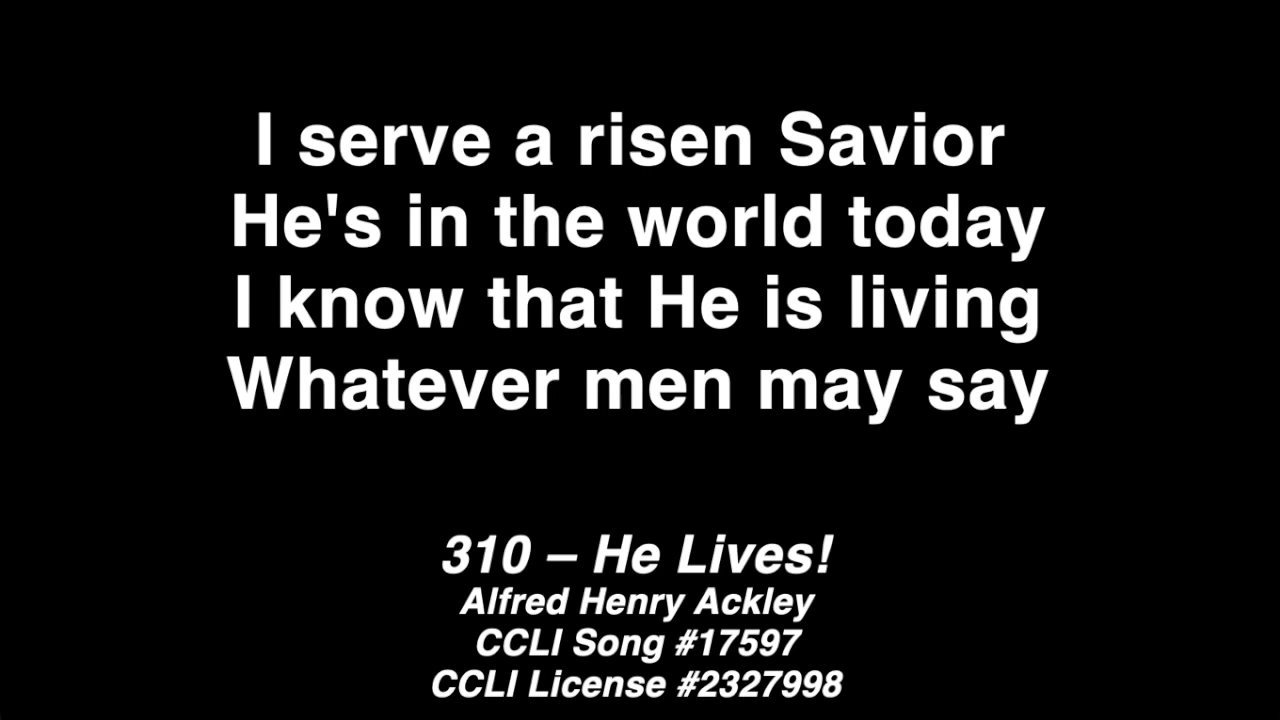 I serve a risen Savior
He's in the world today
I know that He is living
Whatever men may say
310 – He Lives!
Alfred Henry Ackley
CCLI Song #17597
CCLI License #2327998